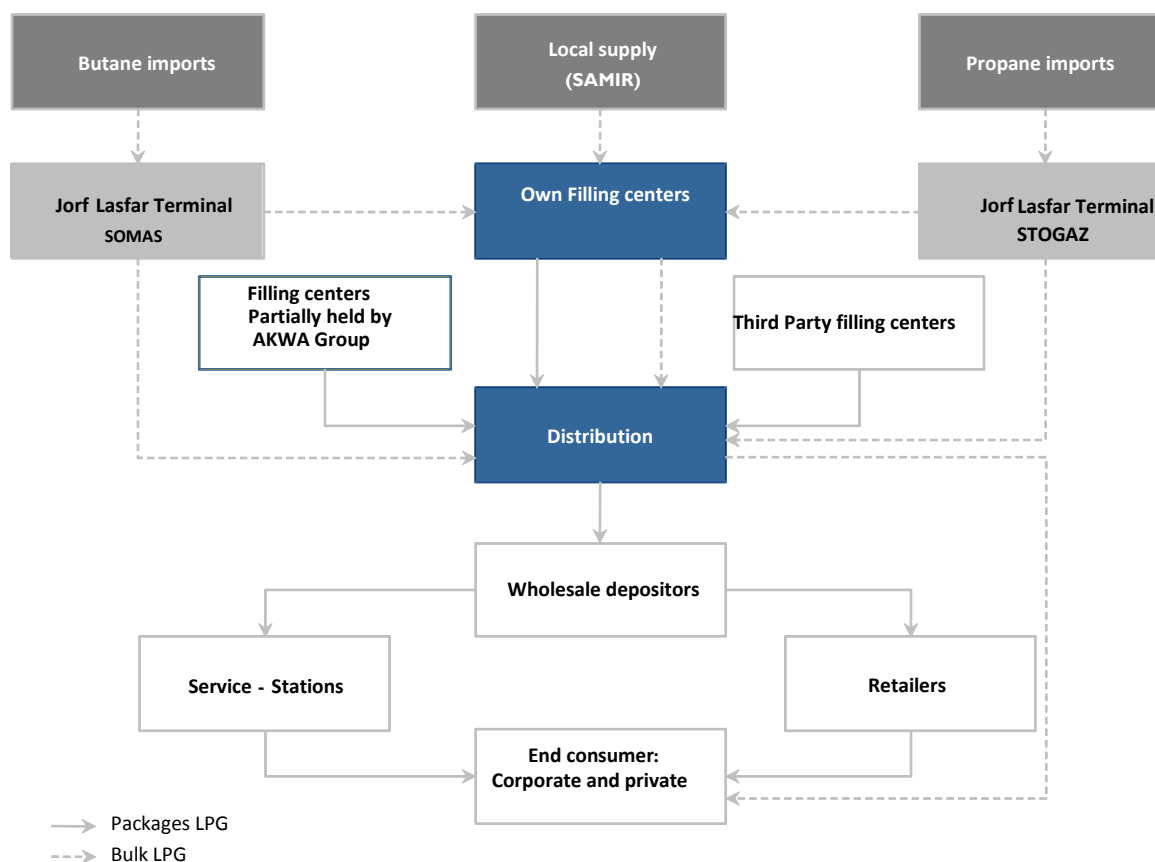 Butane imports
Local supply
(SAMIR)
Propane imports
Jorf Lasfar Terminal
SOMAS
Own Filling centers
Jorf Lasfar Terminal
STOGAZ
Filling centers
Partially held by
AKWA Group
Third Party filling centers
Distribution
Wholesale depositors
Service - Stations
Retailers
End consumer:
Corporate and private
Packages LPG
Bulk LPG